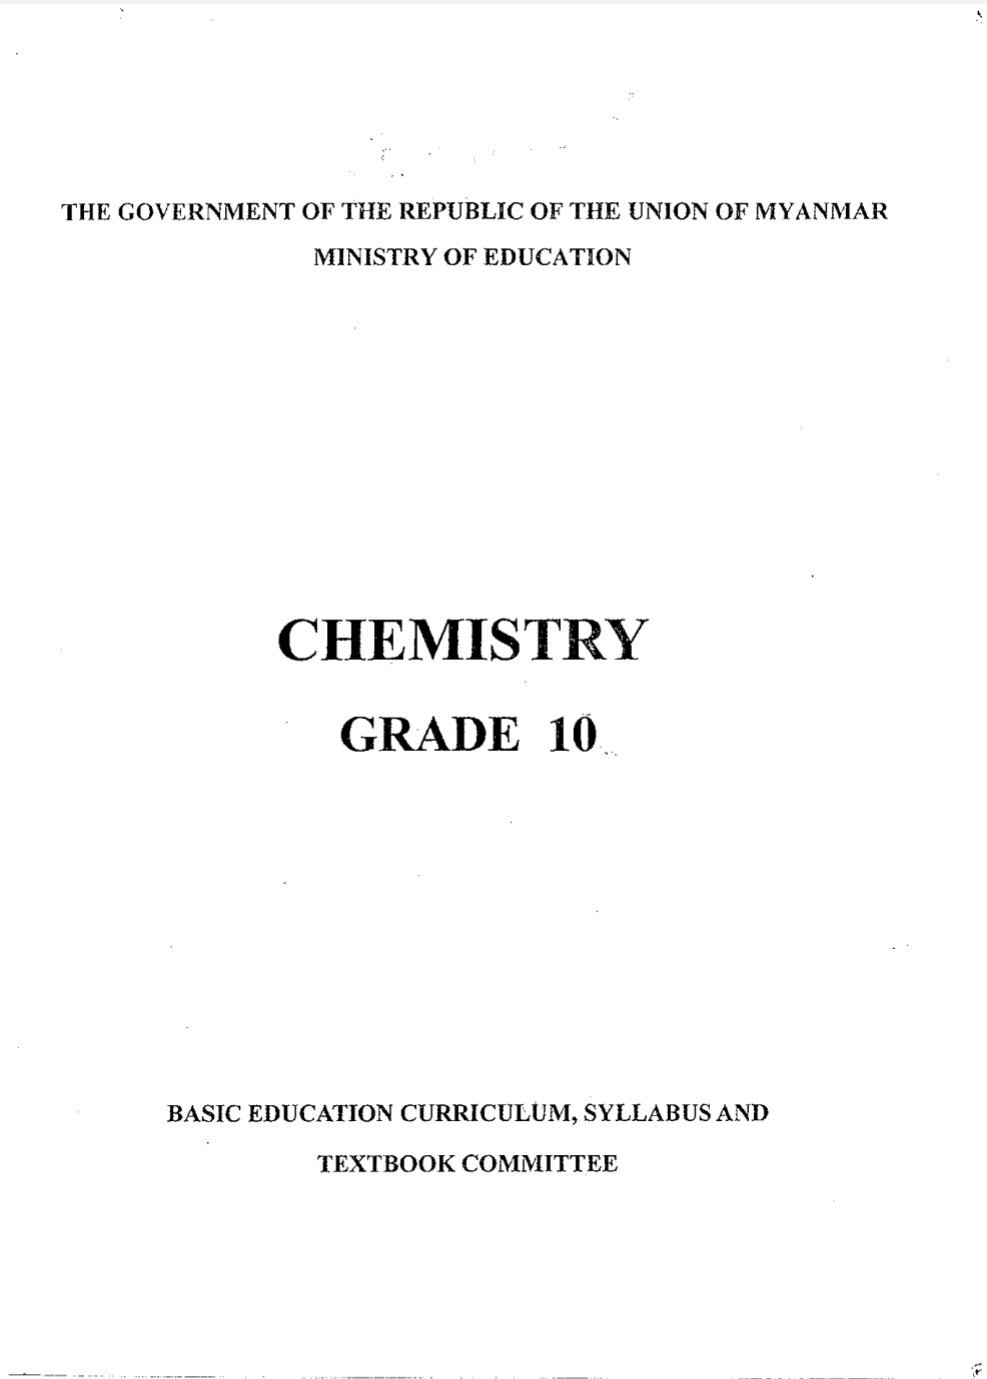 THE GOVERNMENT OF THE REPUBLIC OF THE UNION OF MYANMAR
MINISTRY OF EDUCATION
CHEMISTRY
GRADE 10
BASIC EDUCATION CURRICULUM, SYLLABUS AND
TEXTBOOK COMMITTEE